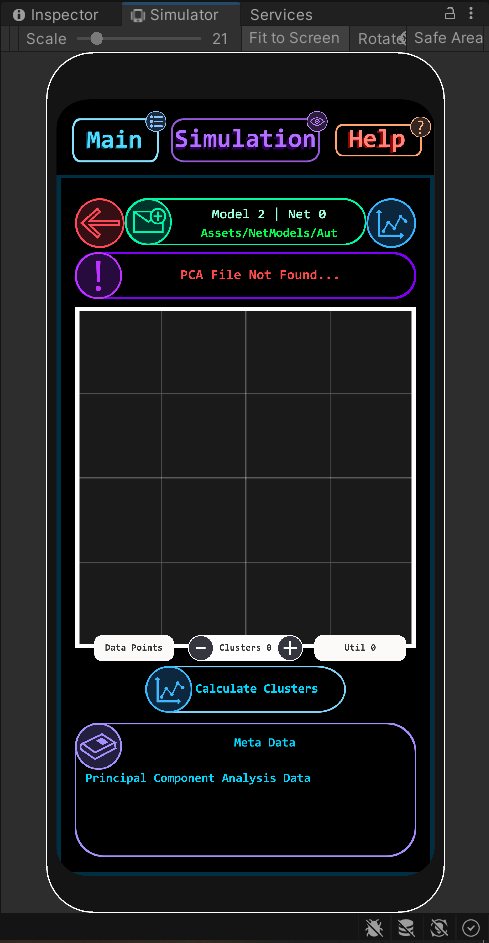 Inspector
Simulator
Services
Scale 21 Fit to Screen Rotate Safe Area
Main
Simulation
Help
?
Model 2 | Net 0
Assets/NetModels/Aut
! PCA File Not Found...
Data Points
− Clusters 0 +
Util 0
Calculate Clusters
Meta Data
Principal Component Analysis Data